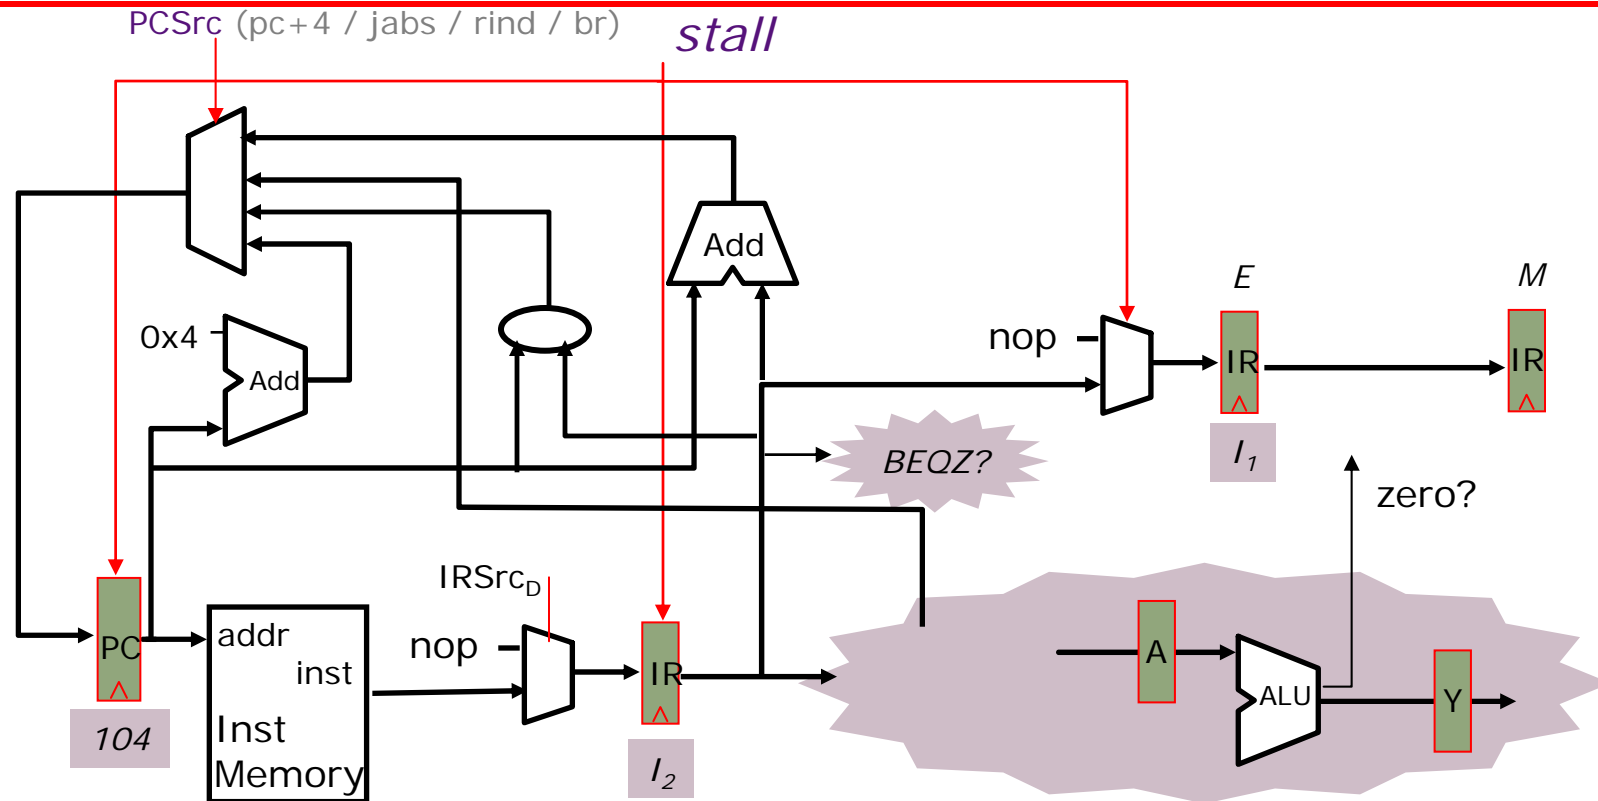 PCSrc (pc+4 / jabs / rind / br)
stall
Add
E
M
0x4
Add
nop
IR
IR
BEQZ?
I1
zero?
IRSrcD
PC
addr
inst
Inst
Memory
nop
IR
A
ALU
Y
104
I2